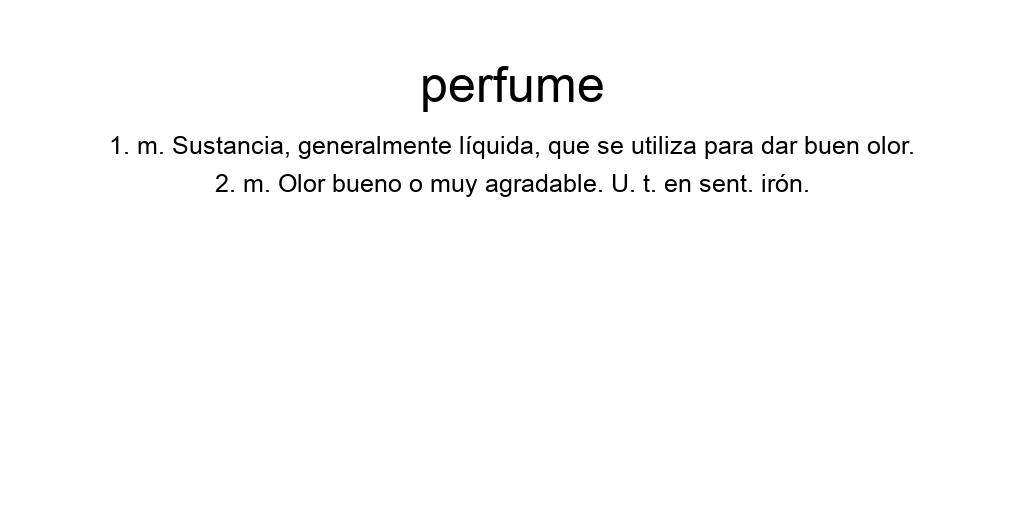 perfume
1. m. Sustancia, generalmente líquida, que se utiliza para dar buen olor.
2. m. Olor bueno o muy agradable. U. t. en sent. irón.